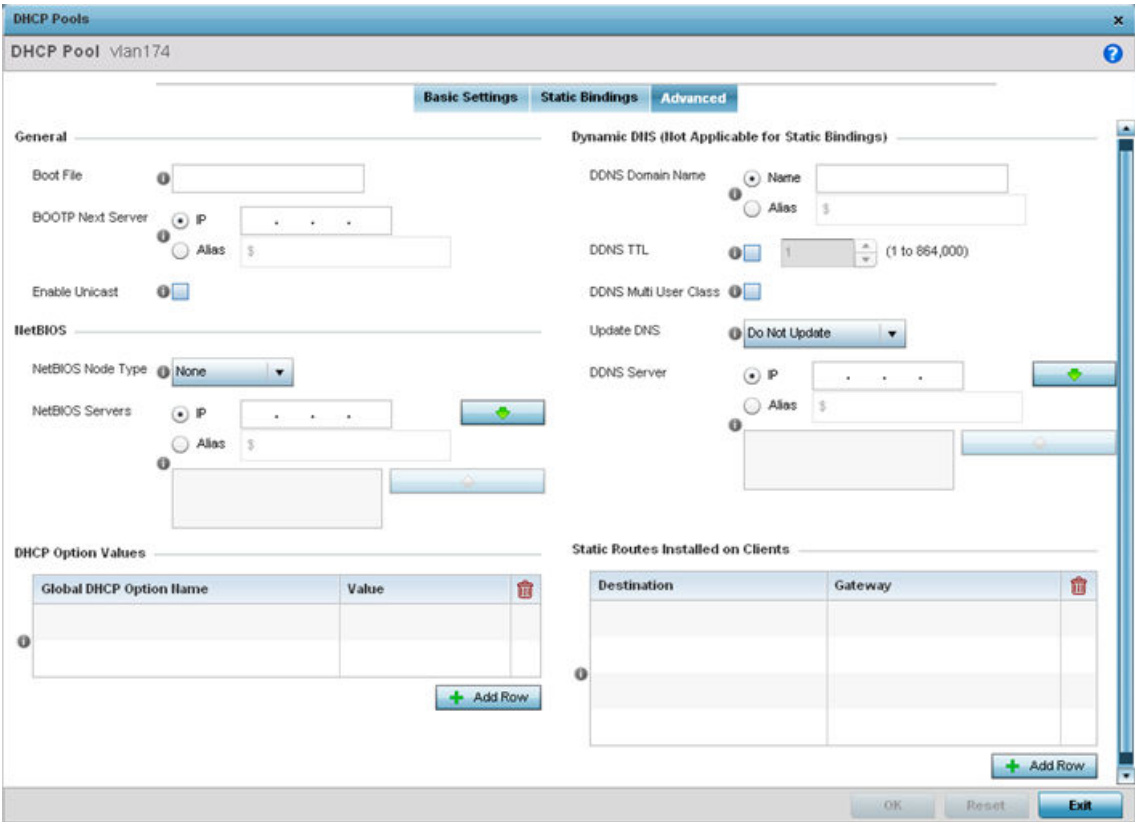 DHCP Pools
DHCP Pool vlan174
Basic Settings Static Bindings Advanced
General
Boot File
BOOTP Next Server IP . . .
Alias $
Enable Unicast
NetBIOS
NetBIOS Node Type None
NetBIOS Servers IP . . .
Alias $
DHCP Option Values
Global DHCP Option Name Value
Add Row
Dynamic DNS (Not Applicable for Static Bindings)
DDNS Domain Name Name
Alias $
DDNS TTL 1 (1 to 864,000)
DDNS Multi User Class
Update DNS Do Not Update
DDNS Server IP . . .
Alias $
Static Routes Installed on Clients
Destination Gateway
Add Row
OK Reset Exit